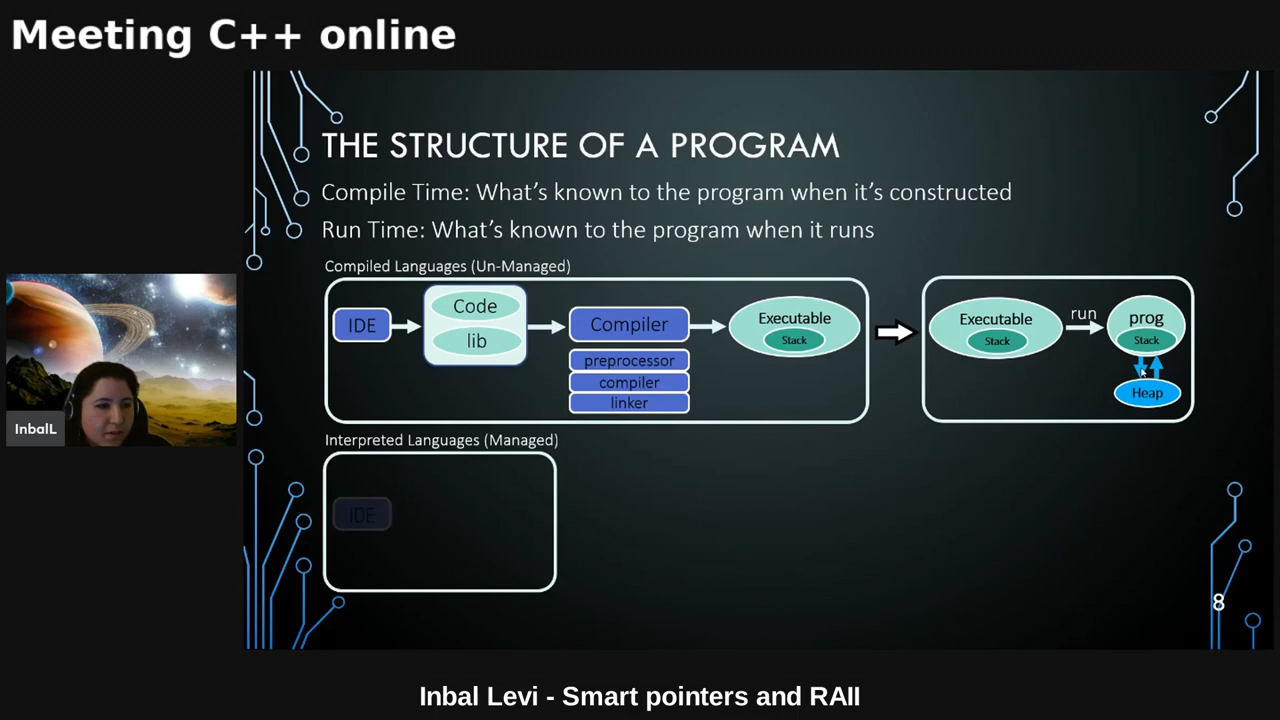 Meeting C++ online
THE STRUCTURE OF A PROGRAM
Compile Time: What's known to the program when it's constructed
Run Time: What's known to the program when it runs
Compiled Languages (Un-Managed)
IDE
Code
lib
Compiler
preprocessor
compiler
linker
Executable
Stack
Executable
Stack
run
prog
Stack
Heap
InbalL
Interpreted Languages (Managed)
IDE
8
Inbal Levi - Smart pointers and RAII